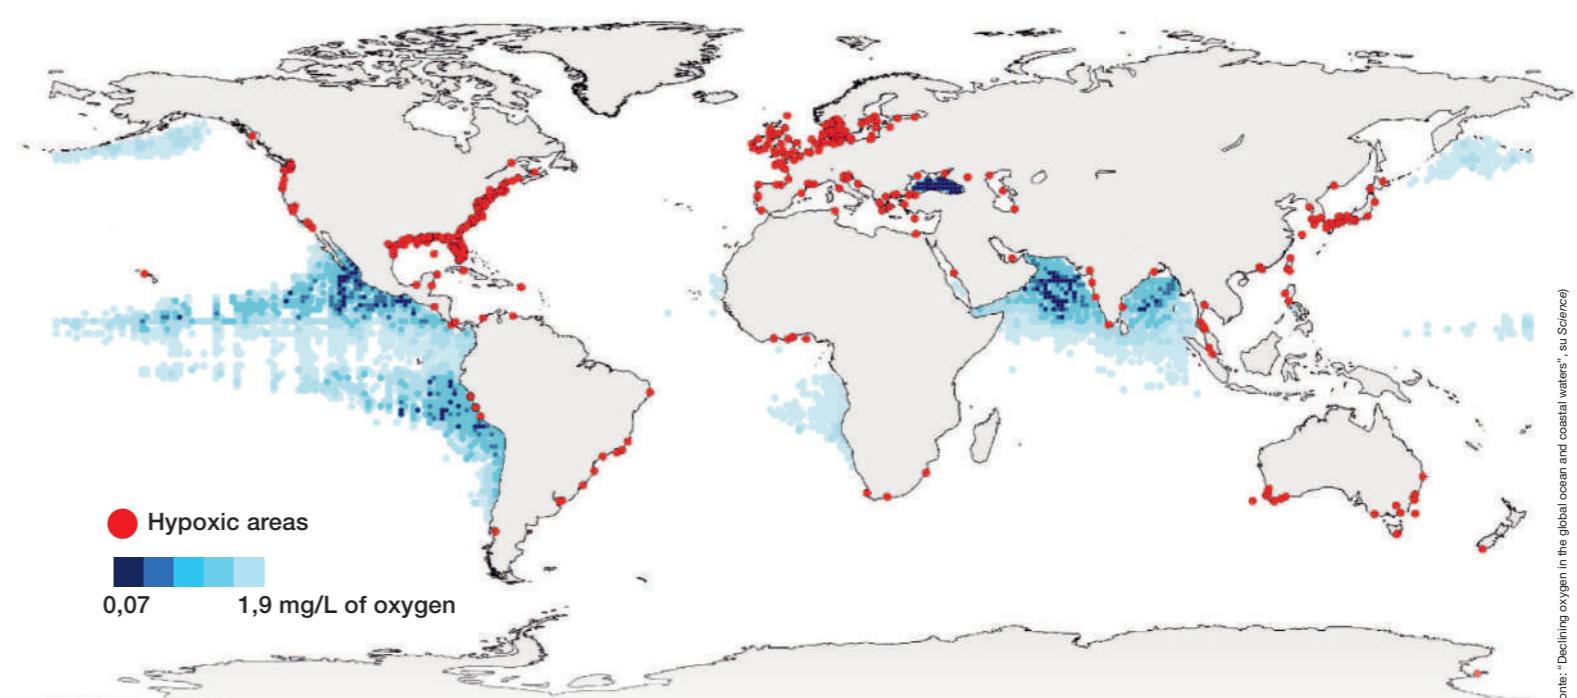 Hypoxic areas
0,07 1,9 mg/L of oxygen
onte: "Declining oxygen in the global ocean and coastal waters", su Science)